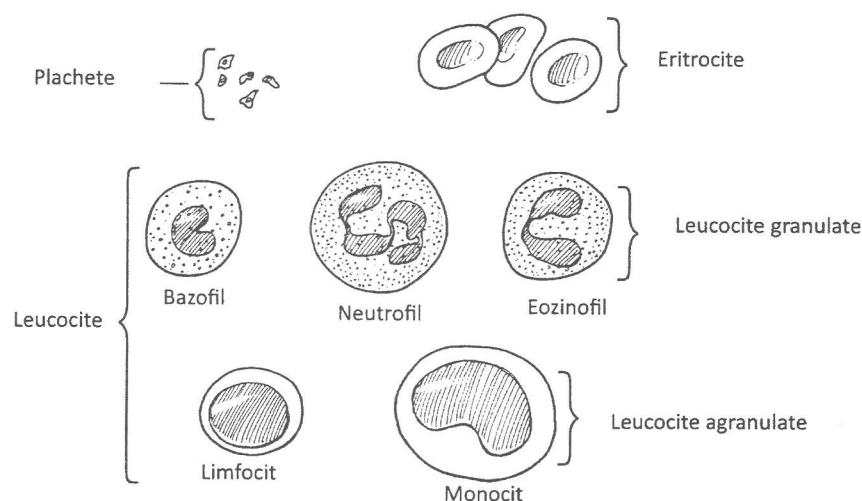 Plachete
Eritrocite
Leucocite granulate
Bazofil
Neutrofil
Eozinofil
Leucocite
Leucocite agranulate
Limfocit
Monocit